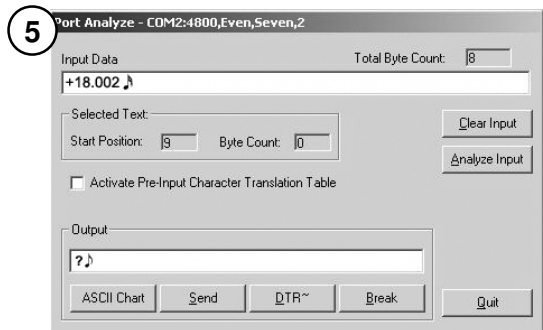 5
Port Analyze - COM2:4800,Even,Seven,2
Input Data
Total Byte Count: 8
+18.002♪
Selected Text:
Start Position: 9 Byte Count: 0
Clear Input
Analyze Input
Activate Pre-Input Character Translation Table
Output
?♪
ASCII Chart Send DTR~ Break Quit